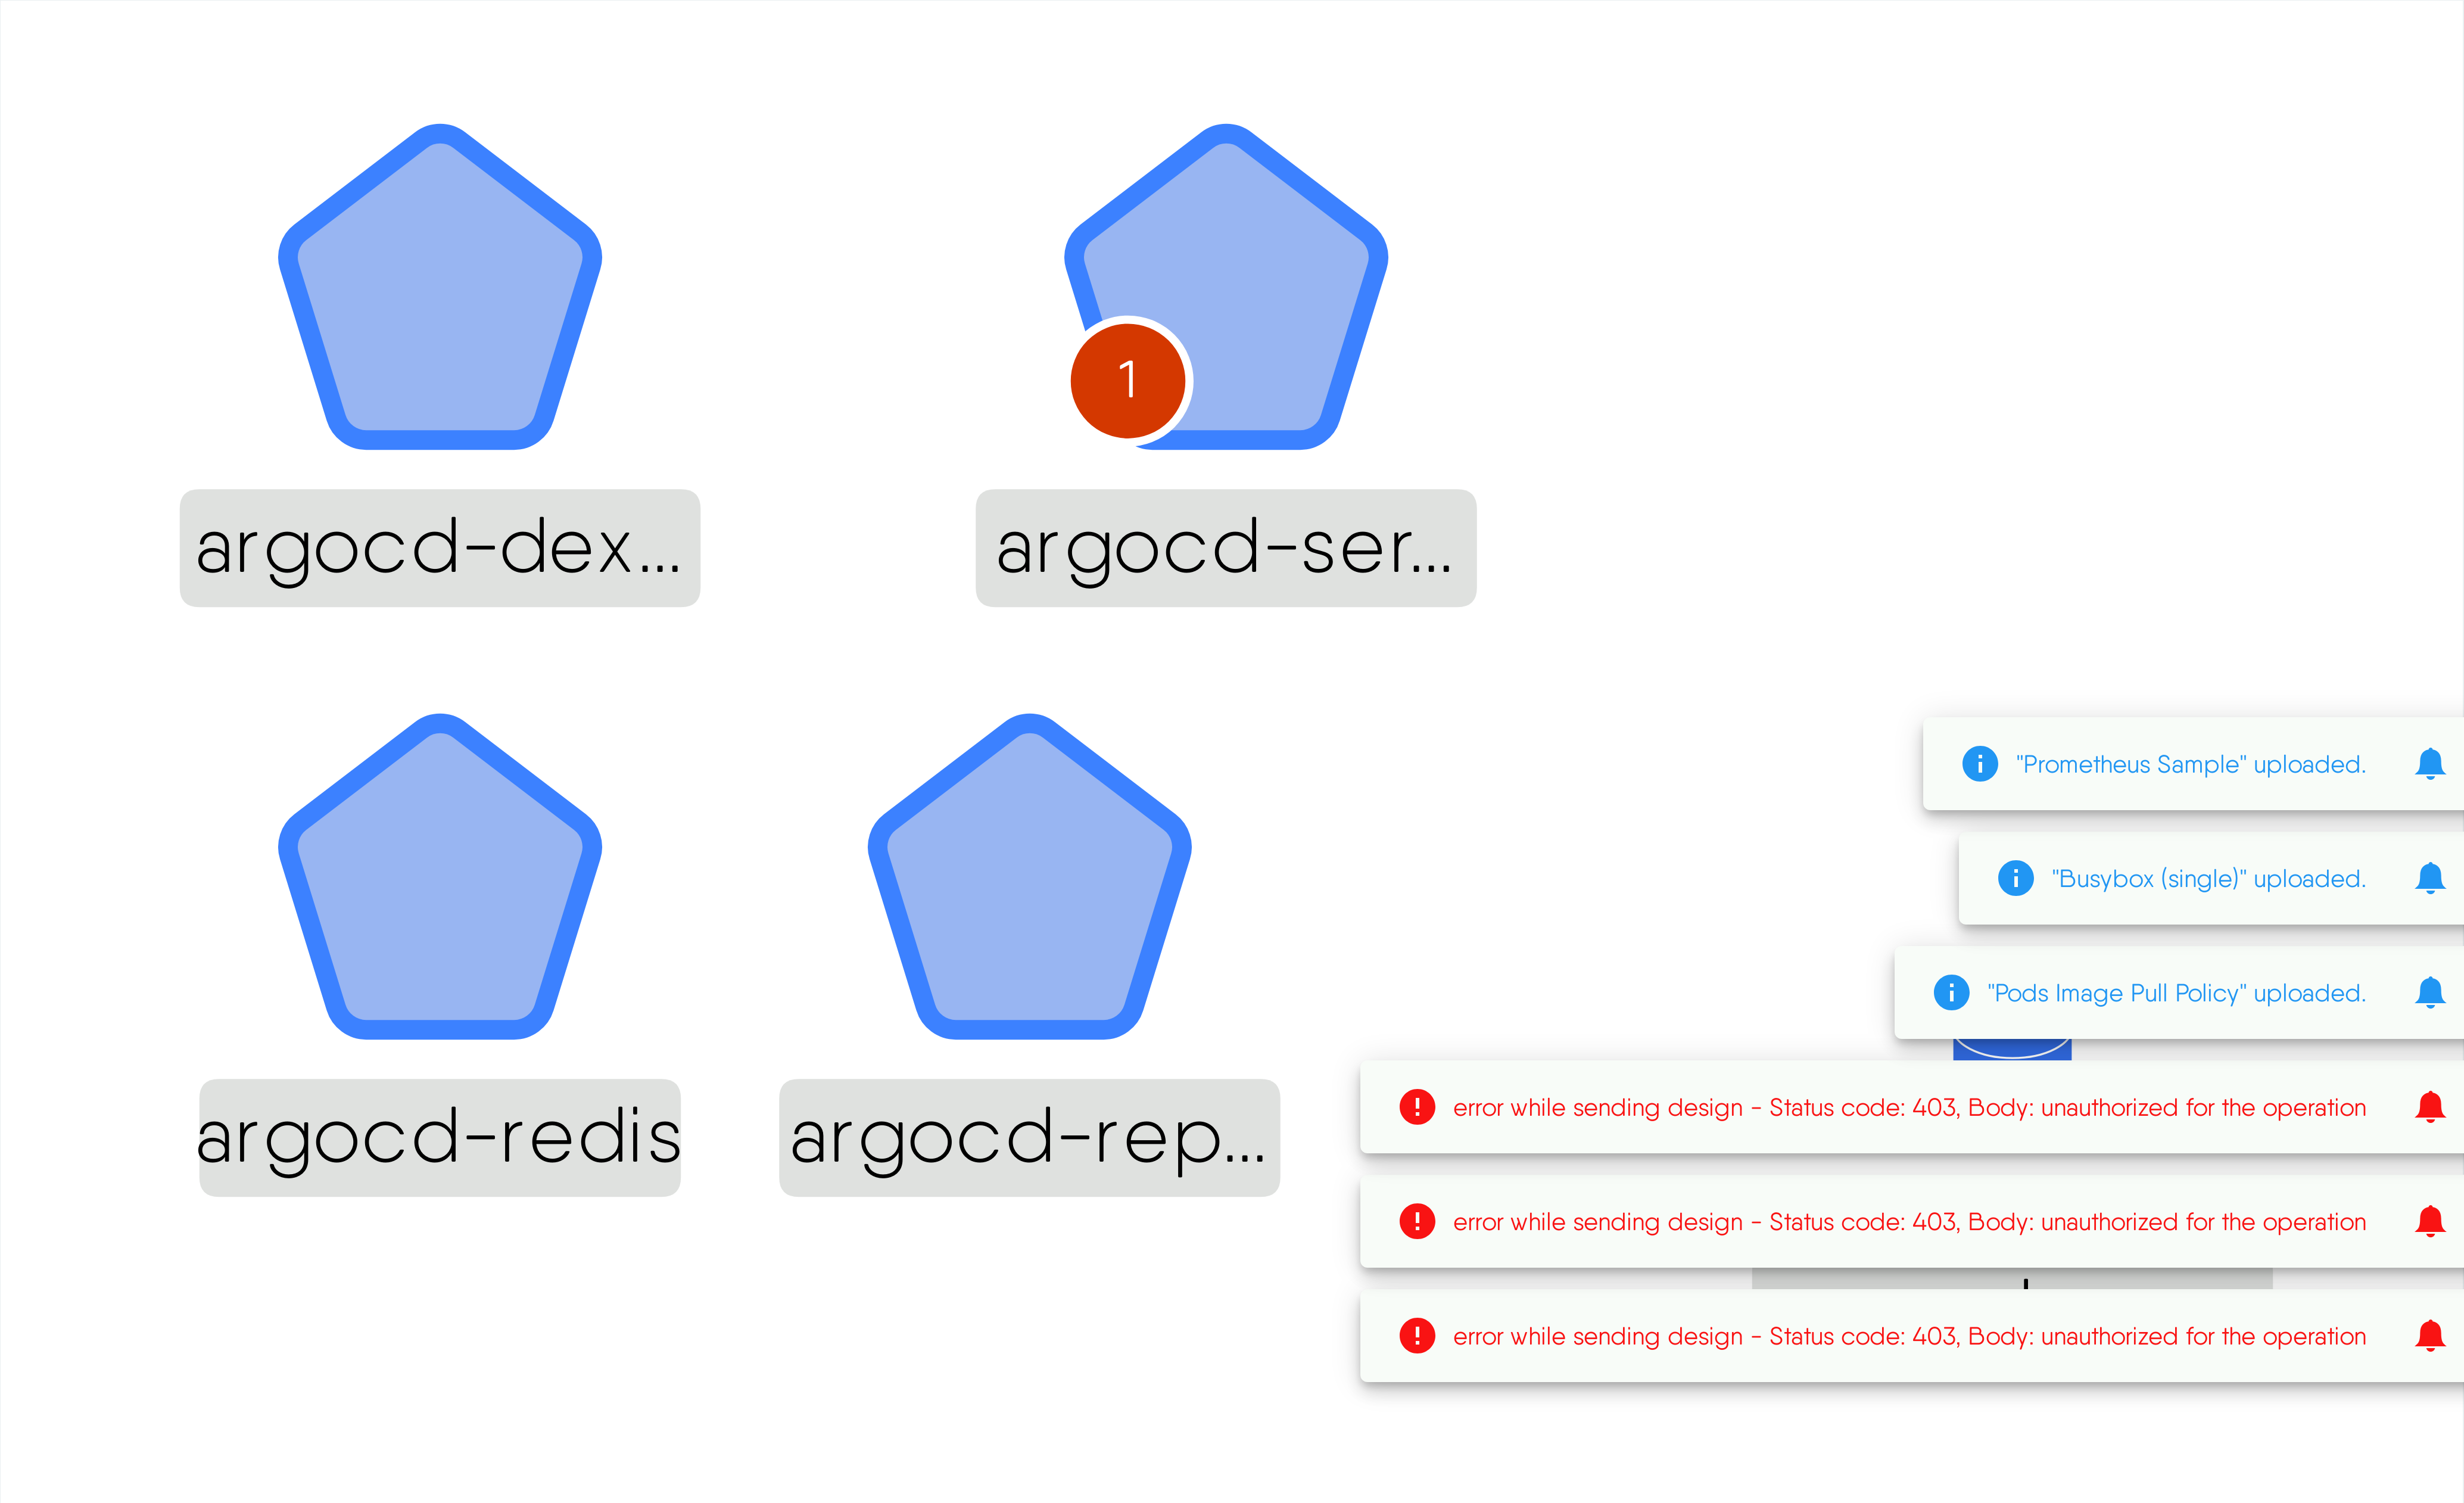 1
argocd-dex...
argocd-ser...
argocd-redis
argocd-rep...
"Prometheus Sample" uploaded.
"Busybox (single)" uploaded.
"Pods Image Pull Policy" uploaded.
error while sending design - Status code: 403, Body: unauthorized for the operation
error while sending design - Status code: 403, Body: unauthorized for the operation
error while sending design - Status code: 403, Body: unauthorized for the operation